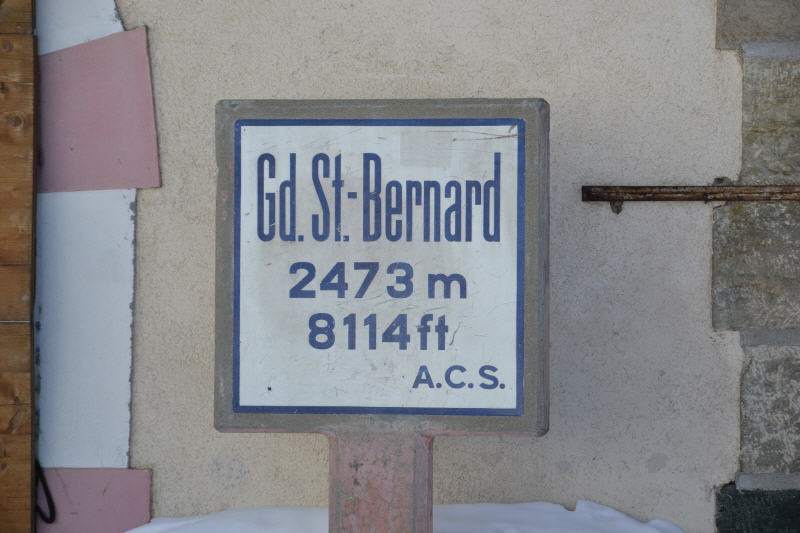 Gd. St.-Bernard
2473 m
8114 ft
A.C.S.